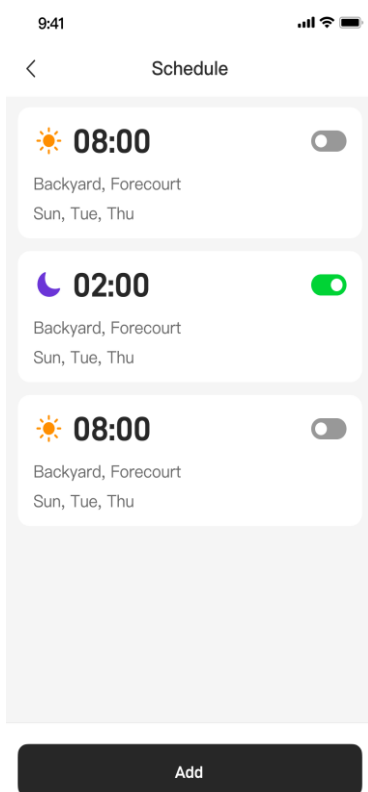 9:41
Schedule
08:00
Backyard, Forecourt
Sun, Tue, Thu
02:00
Backyard, Forecourt
Sun, Tue, Thu
08:00
Backyard, Forecourt
Sun, Tue, Thu
Add